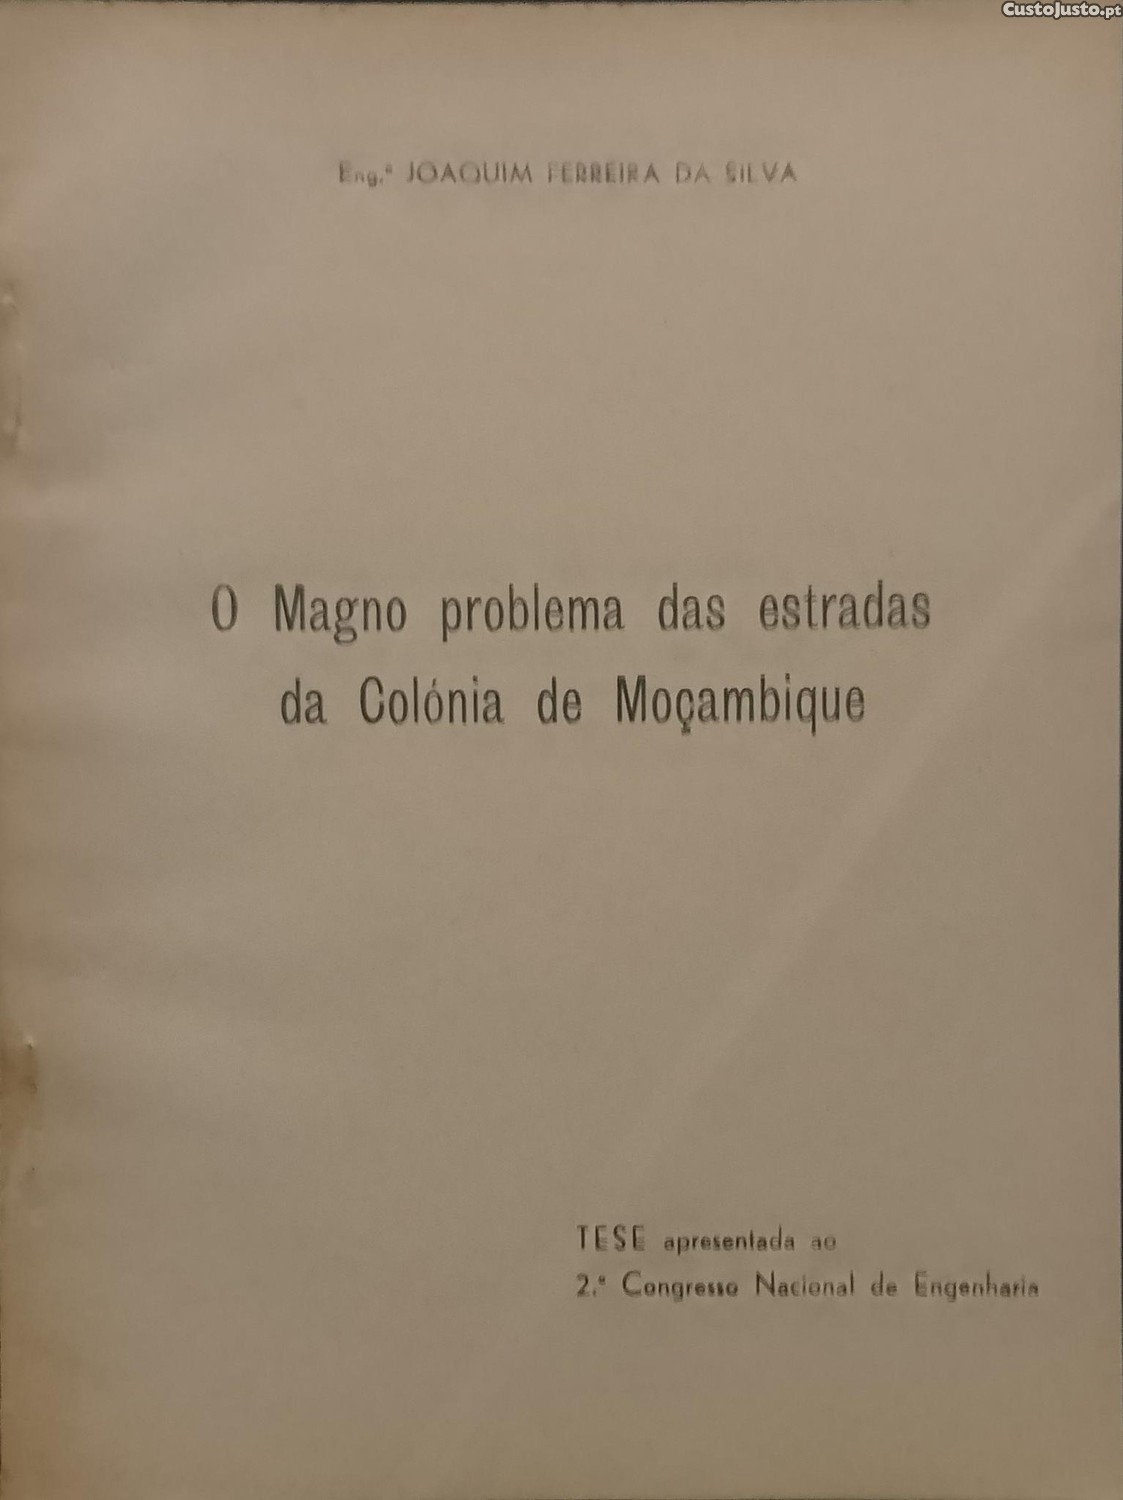 CustoJusto.pt
Eng.º JOAQUIM FERREIRA DA SILVA
O Magno problema das estradas
da Colónia de Moçambique
TESE apresentada ao
2.º Congresso Nacional de Engenharia